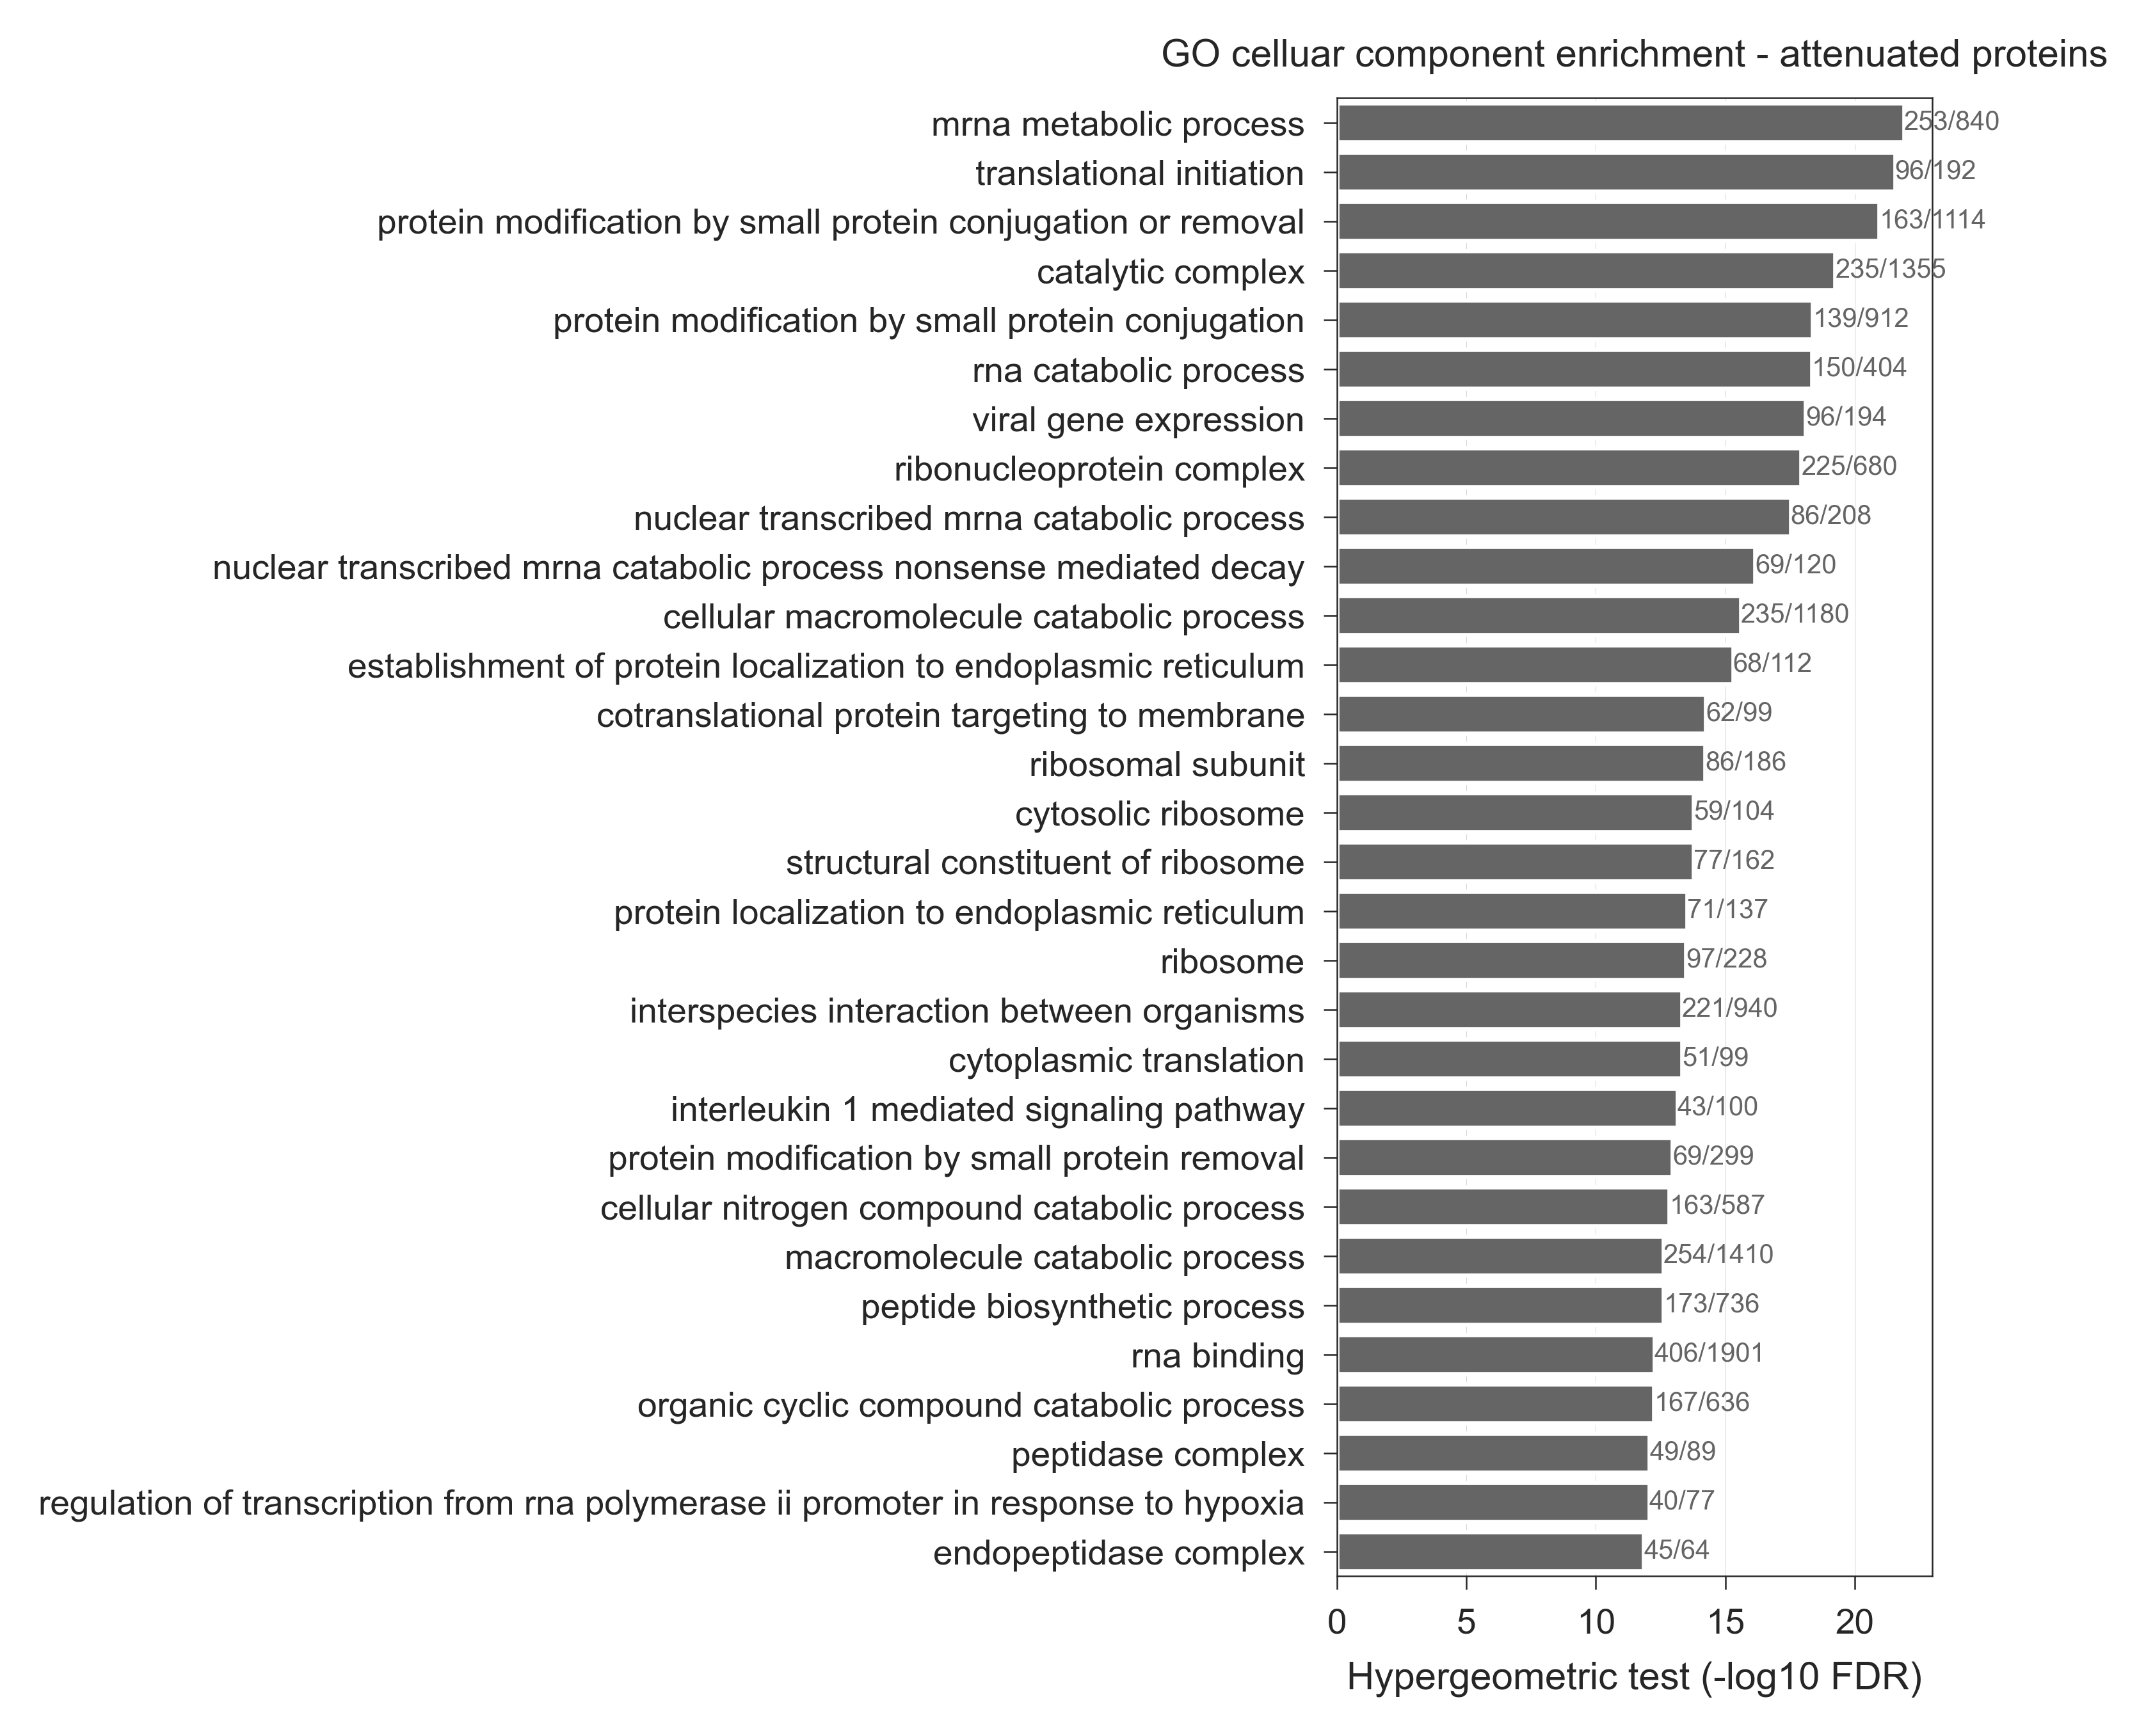 GO celluar component enrichment - attenuated proteins
mrna metabolic process 253/840
translational initiation 96/192
protein modification by small protein conjugation or removal 163/1114
catalytic complex 235/1355
protein modification by small protein conjugation 139/912
rna catabolic process 150/404
viral gene expression 96/194
ribonucleoprotein complex 225/680
nuclear transcribed mrna catabolic process 86/208
nuclear transcribed mrna catabolic process nonsense mediated decay 69/120
cellular macromolecule catabolic process 235/1180
establishment of protein localization to endoplasmic reticulum 68/112
cotranslational protein targeting to membrane 62/99
ribosomal subunit 86/186
cytosolic ribosome 59/104
structural constituent of ribosome 77/162
protein localization to endoplasmic reticulum 71/137
ribosome 97/228
interspecies interaction between organisms 221/940
cytoplasmic translation 51/99
interleukin 1 mediated signaling pathway 43/100
protein modification by small protein removal 69/299
cellular nitrogen compound catabolic process 163/587
macromolecule catabolic process 254/1410
peptide biosynthetic process 173/736
rna binding 406/1901
organic cyclic compound catabolic process 167/636
peptidase complex 49/89
regulation of transcription from rna polymerase ii promoter in response to hypoxia 40/77
endopeptidase complex 45/64
0 5 10 15 20
Hypergeometric test (-log10 FDR)